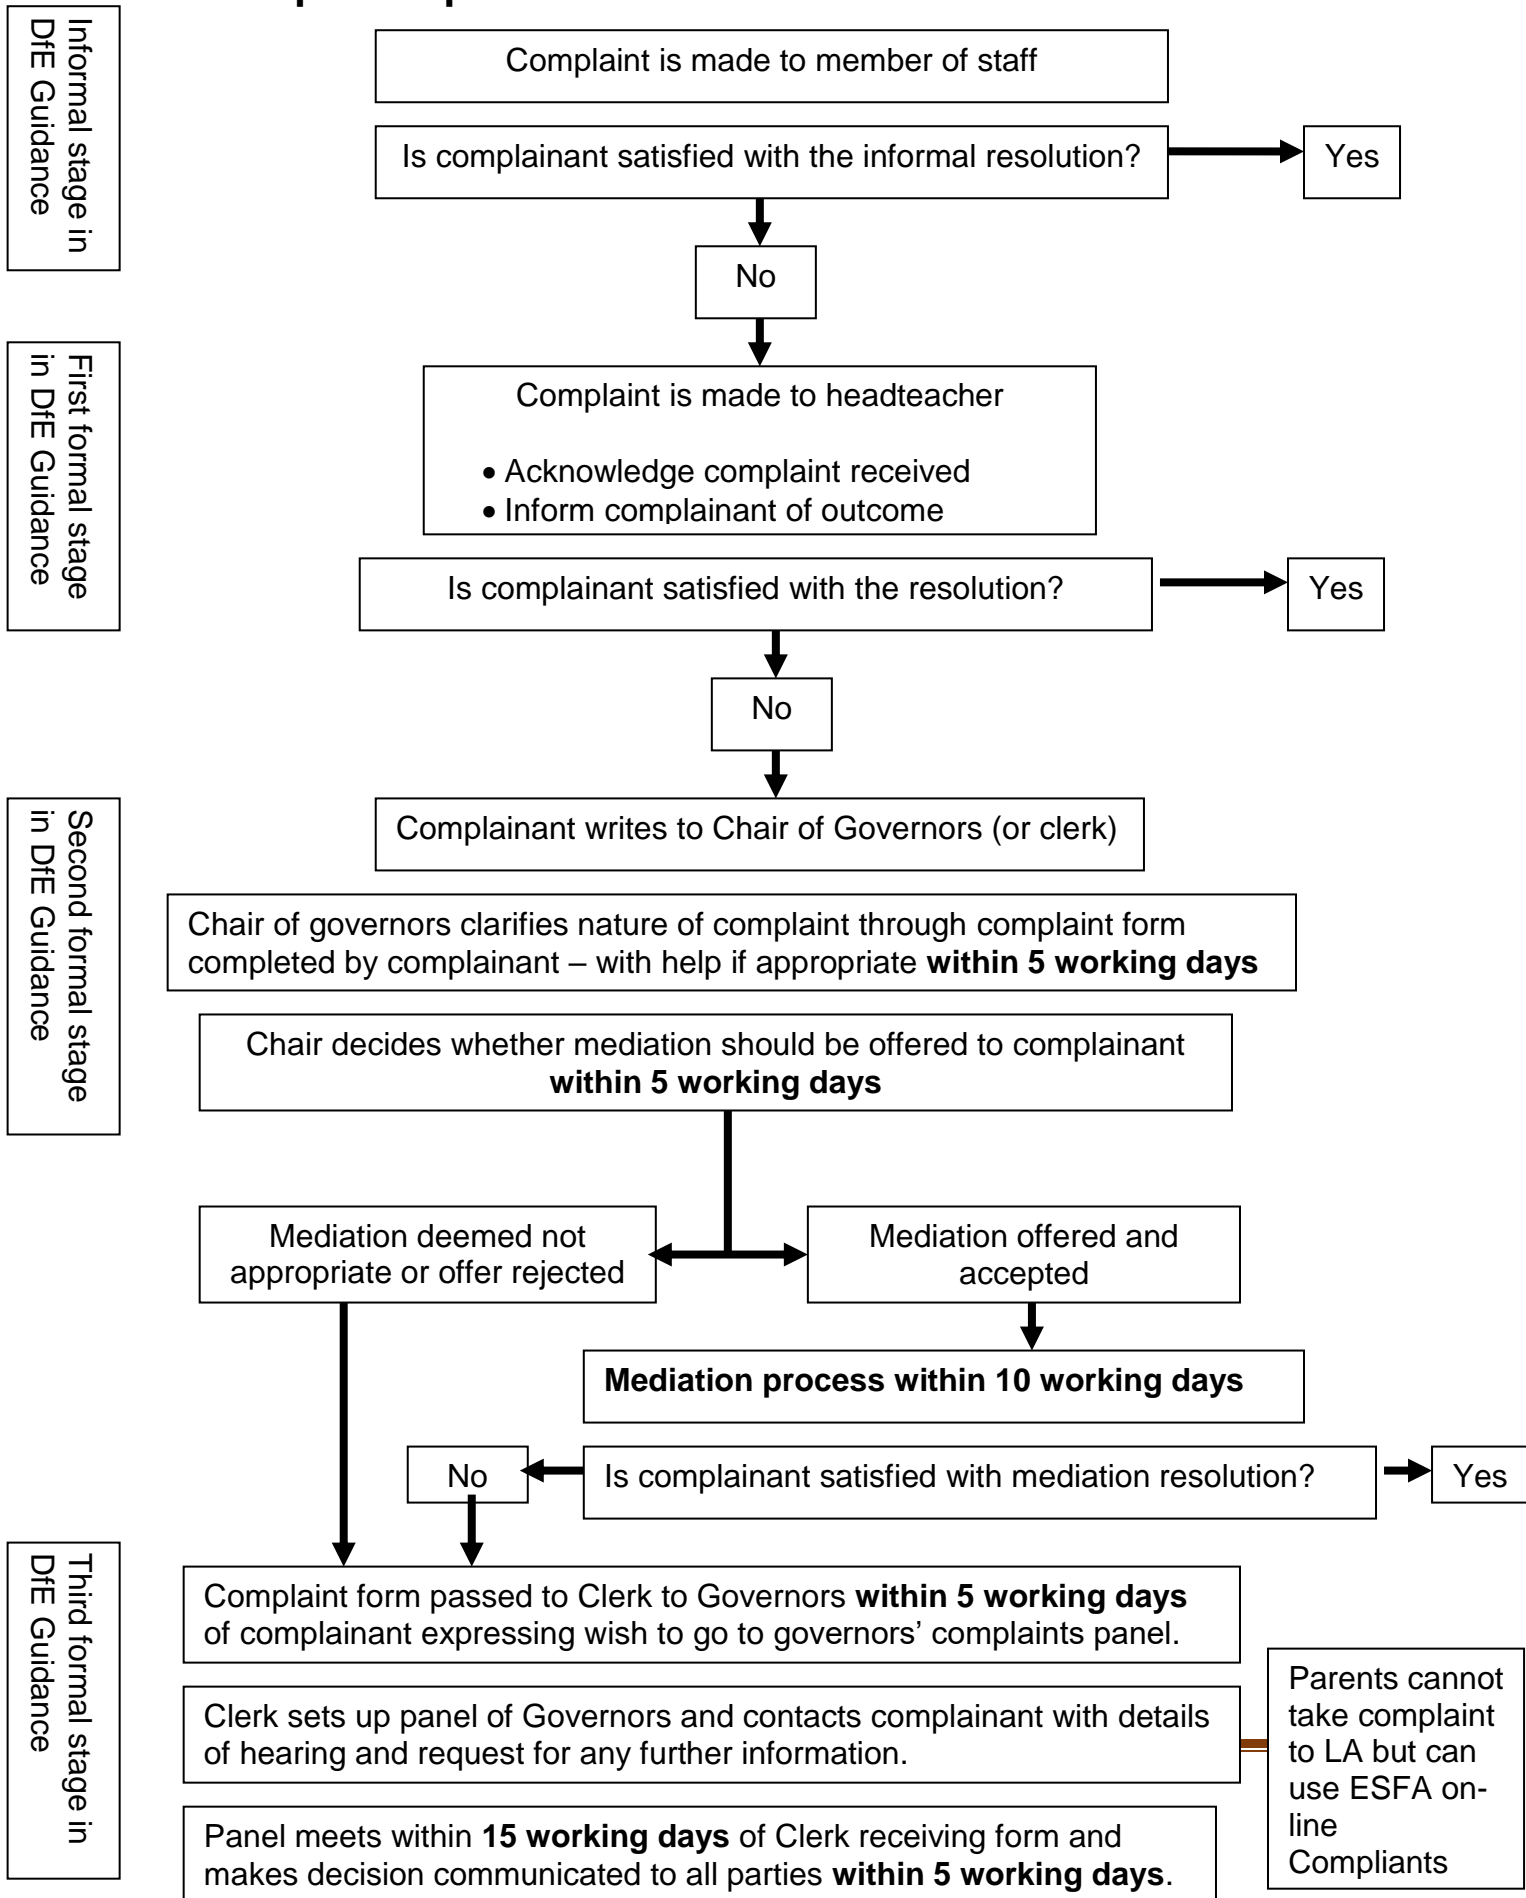 Informal stage in
DfE Guidance
Complaint is made to member of staff
Is complainant satisfied with the informal resolution?
Yes
No
First formal stage
in DfE Guidance
Complaint is made to headteacher
• Acknowledge complaint received
• Inform complainant of outcome
Is complainant satisfied with the resolution?
Yes
No
Second formal stage
in DfE Guidance
Complainant writes to Chair of Governors (or clerk)
Chair of governors clarifies nature of complaint through complaint form
completed by complainant – with help if appropriate within 5 working days
Chair decides whether mediation should be offered to complainant
within 5 working days
Mediation deemed not
appropriate or offer rejected
Mediation offered and
accepted
Mediation process within 10 working days
No
Is complainant satisfied with mediation resolution?
Yes
Third formal stage in
DfE Guidance
Complaint form passed to Clerk to Governors within 5 working days
of complainant expressing wish to go to governors’ complaints panel.
Clerk sets up panel of Governors and contacts complainant with details
of hearing and request for any further information.
Panel meets within 15 working days of Clerk receiving form and
makes decision communicated to all parties within 5 working days.
Parents cannot
take complaint
to LA but can
use ESFA on-
line
Compliants